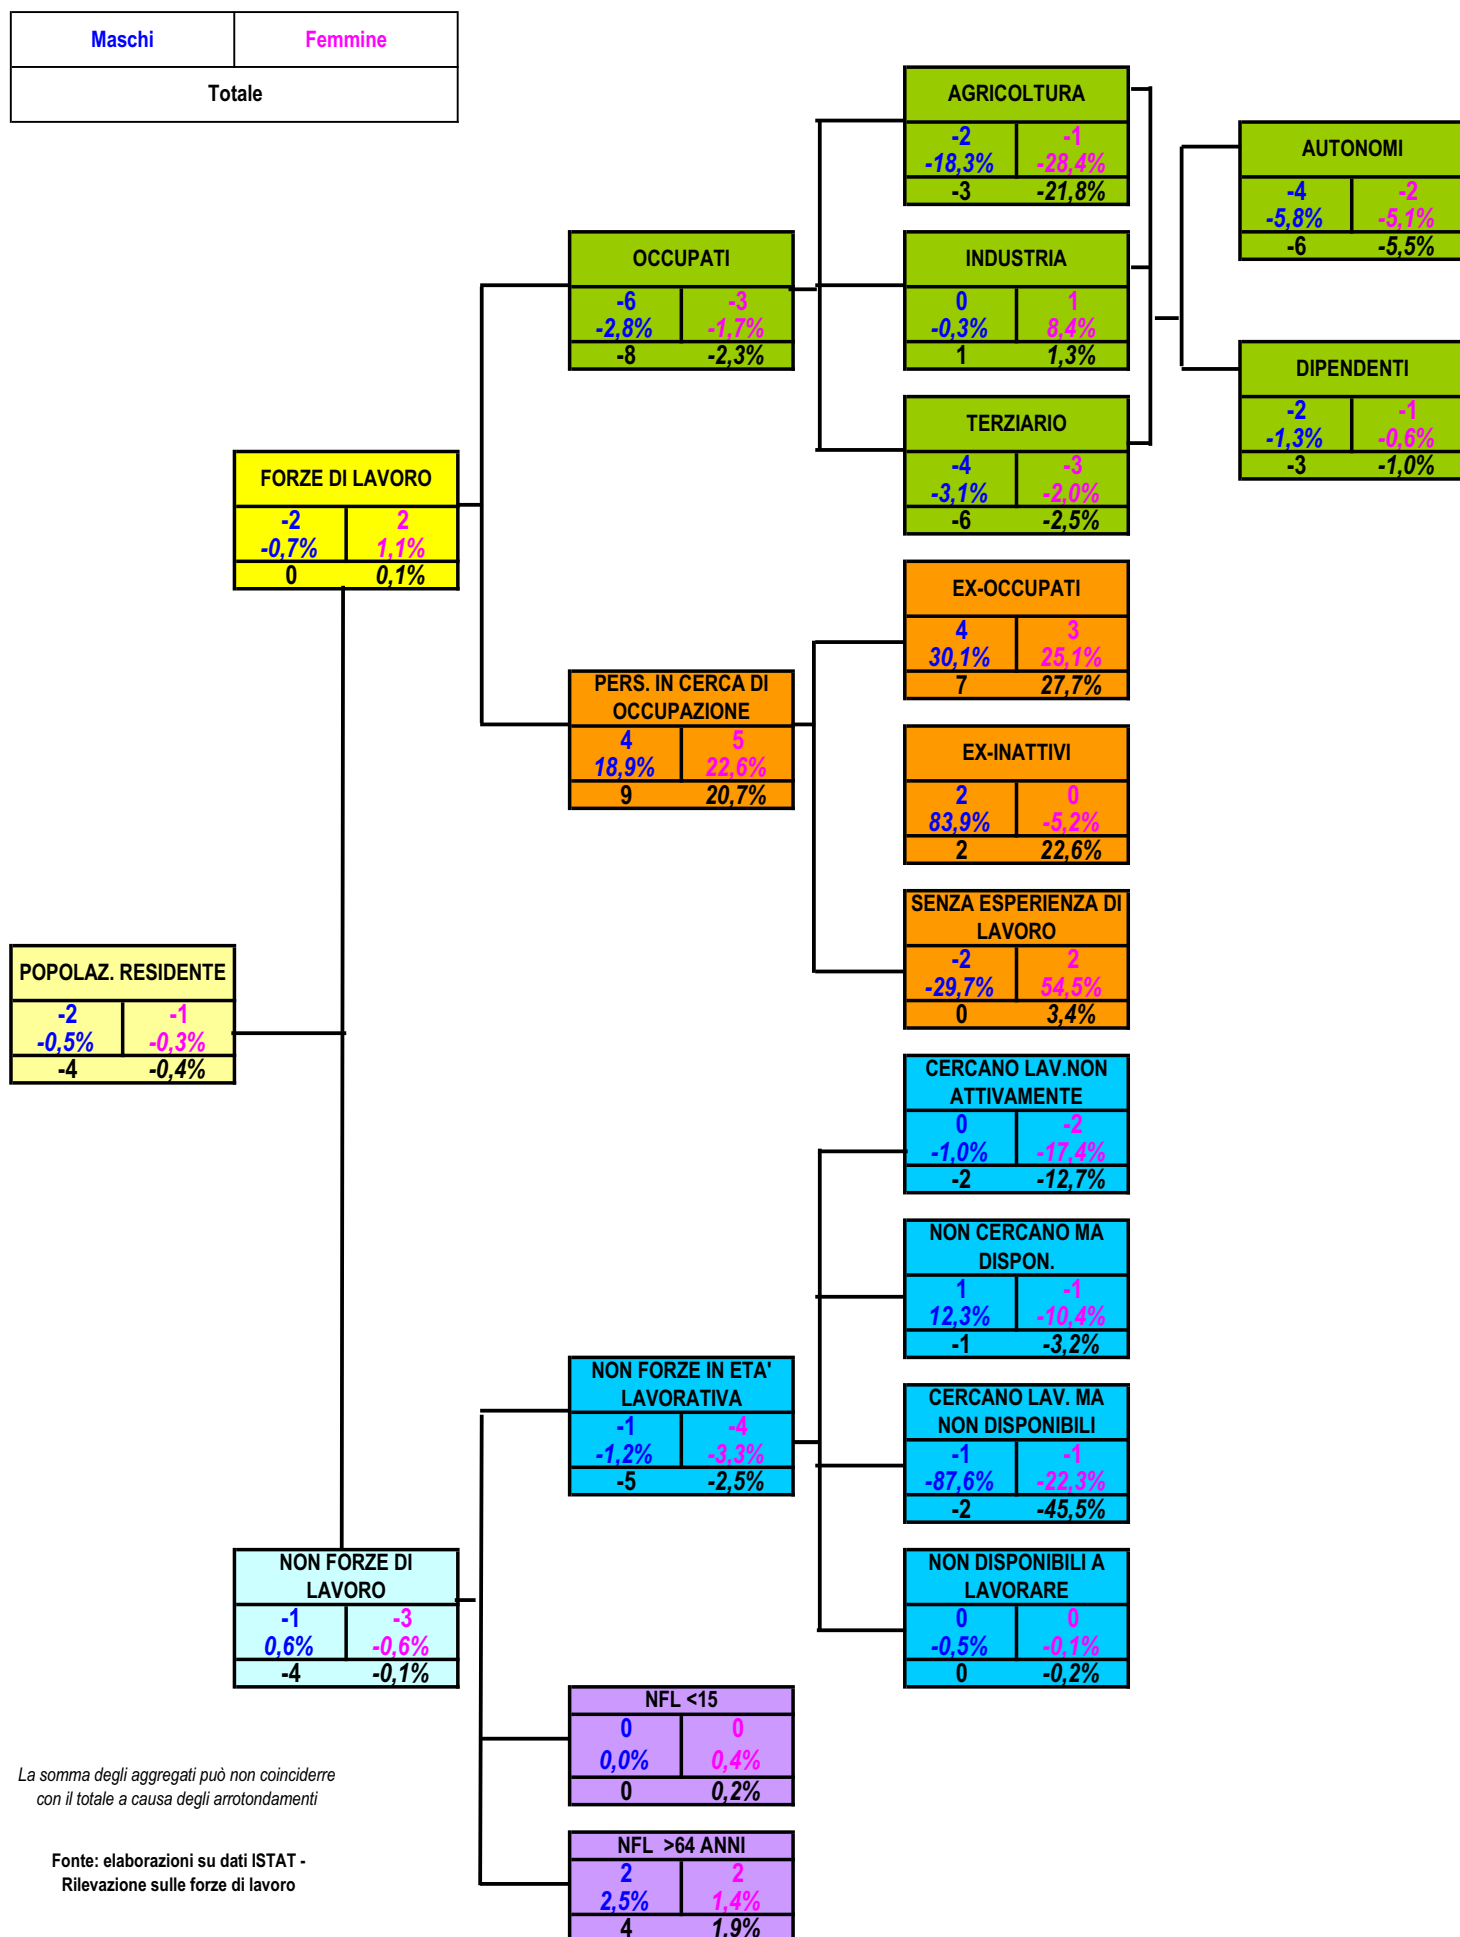 Maschi Femmine
Totale
AGRICOLTURA
-2 -1
-18,3% -28,4%
-3 -21,8%
AUTONOMI
-4 -2
-5,8% -5,1%
-6 -5,5%
OCCUPATI
-6 -3
-2,8% -1,7%
-8 -2,3%
INDUSTRIA
0 1
-0,3% 8,4%
1 1,3%
DIPENDENTI
-2 -1
-1,3% -0,6%
-3 -1,0%
TERZIARIO
-4 -3
-3,1% -2,0%
-6 -2,5%
FORZE DI LAVORO
-2 2
-0,7% 1,1%
0 0,1%
EX-OCCUPATI
4 3
30,1% 25,1%
7 27,7%
PERS. IN CERCA DI
OCCUPAZIONE
4 5
18,9% 22,6%
9 20,7%
EX-INATTIVI
2 0
83,9% -5,2%
2 22,6%
SENZA ESPERIENZA DI
LAVORO
-2 2
-29,7% 54,5%
0 3,4%
POPOLAZ. RESIDENTE
-2 -1
-0,5% -0,3%
-4 -0,4%
CERCANO LAV.NON
ATTIVAMENTE
0 -2
-1,0% -17,4%
-2 -12,7%
NON CERCANO MA
DISPON.
1 -1
12,3% -10,4%
-1 -3,2%
NON FORZE IN ETA'
LAVORATIVA
-1 -4
-1,2% -3,3%
-5 -2,5%
CERCANO LAV. MA
NON DISPONIBILI
-1 -1
-87,6% -22,3%
-2 -45,5%
NON FORZE DI
LAVORO
-1 -3
0,6% -0,6%
-4 -0,1%
NON DISPONIBILI A
LAVORARE
0 0
-0,5% -0,1%
0 -0,2%
NFL <15
0 0
0,0% 0,4%
0 0,2%
NFL >64 ANNI
2 2
2,5% 1,4%
4 1,9%
La somma degli aggregati può non coinciderre
con il totale a causa degli arrotondamenti
Fonte: elaborazioni su dati ISTAT -
Rilevazione sulle forze di lavoro